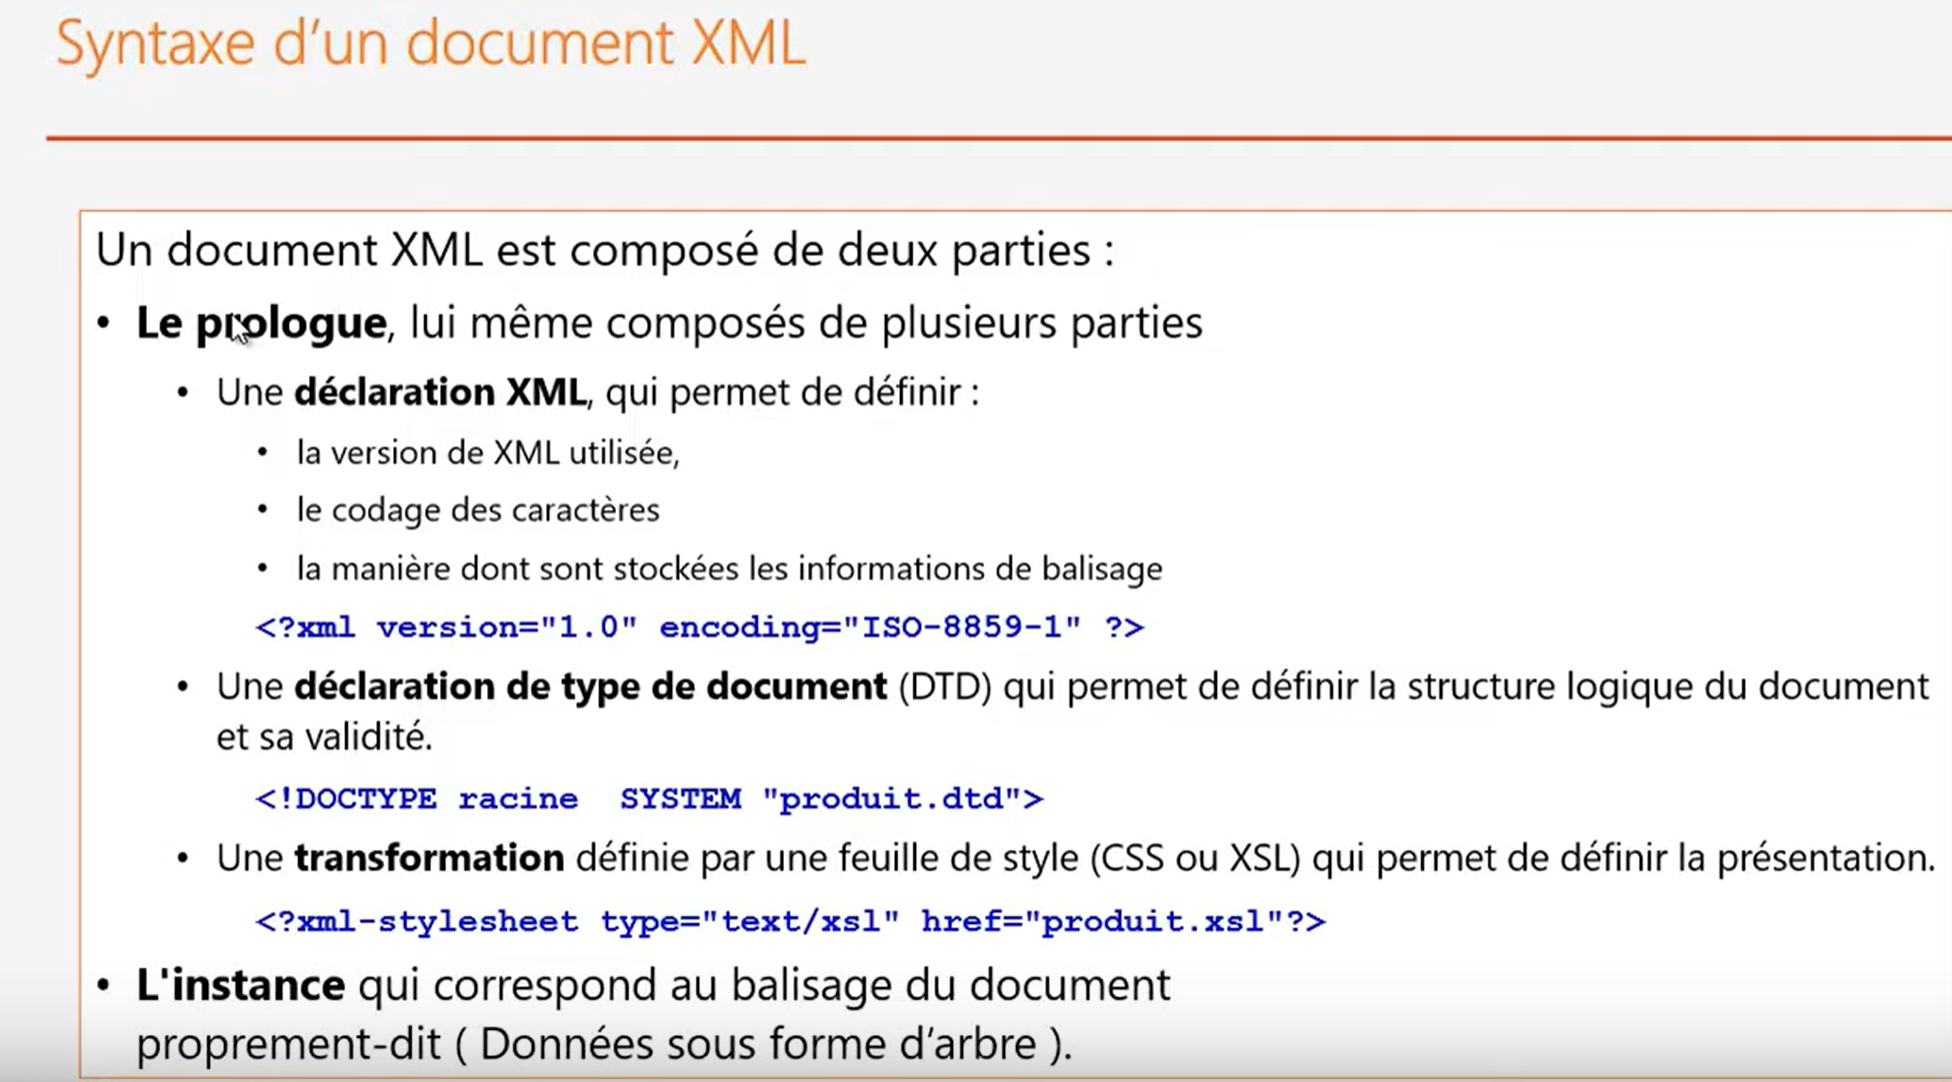 Syntaxe d’un document XML
Un document XML est composé de deux parties :
• Le prologue, lui même composés de plusieurs parties
• Une déclaration XML, qui permet de définir :
• la version de XML utilisée,
• le codage des caractères
• la manière dont sont stockées les informations de balisage
<?xml version="1.0" encoding="ISO-8859-1" ?>
• Une déclaration de type de document (DTD) qui permet de définir la structure logique du document
et sa validité.
<!DOCTYPE racine  SYSTEM "produit.dtd">
• Une transformation définie par une feuille de style (CSS ou XSL) qui permet de définir la présentation.
<?xml-stylesheet type="text/xsl" href="produit.xsl"?>
• L'instance qui correspond au balisage du document
proprement-dit ( Données sous forme d’arbre ).